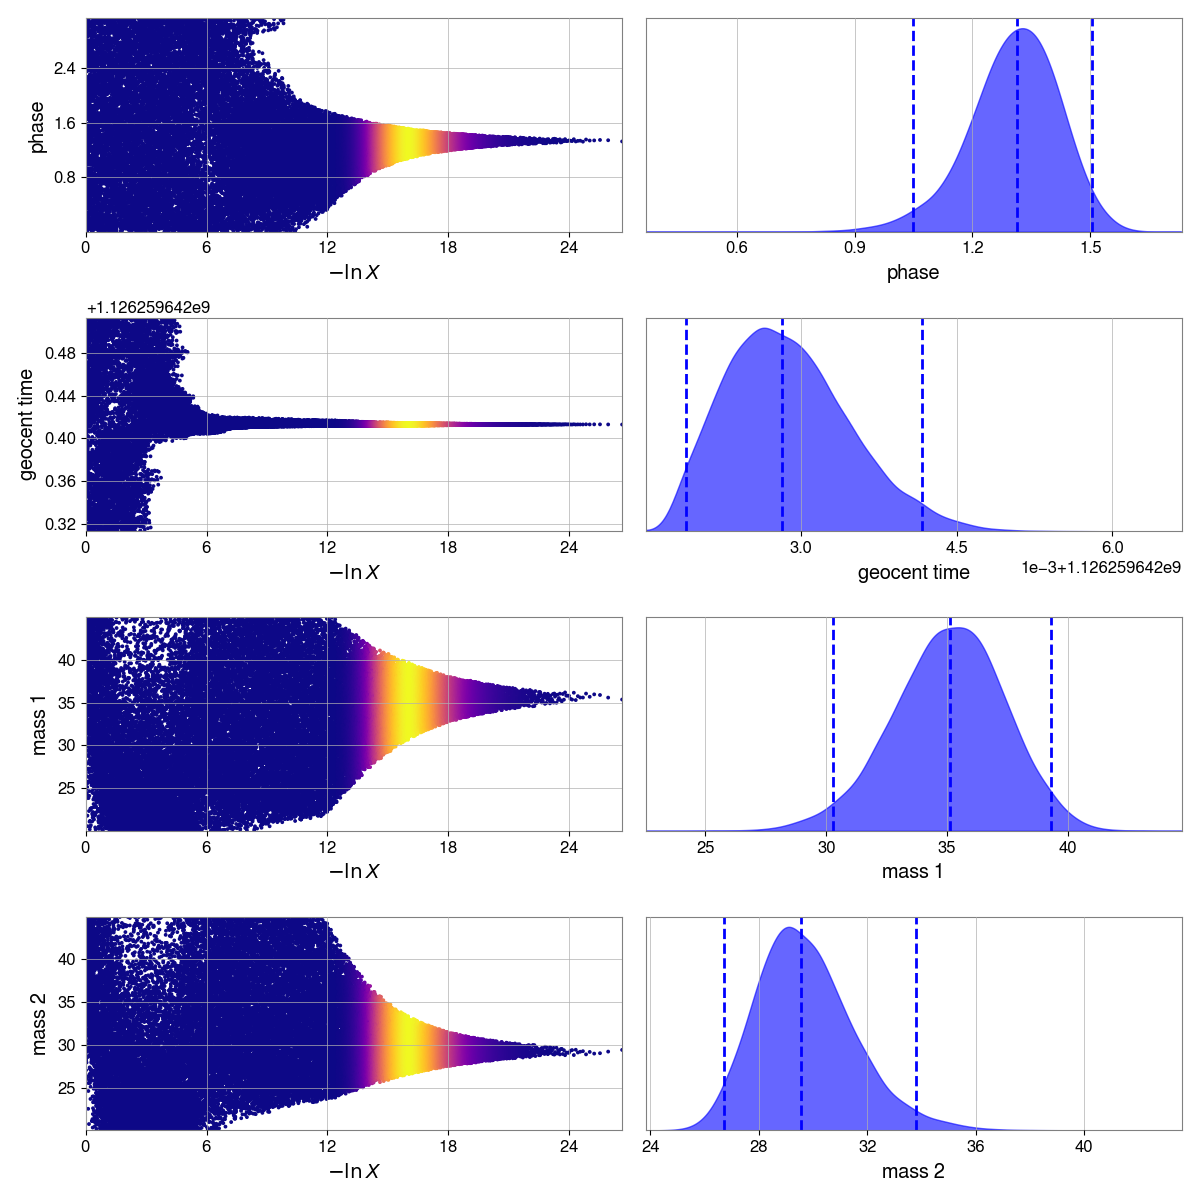 phase
2.4
1.6
0.8
0 6 12 18 24
−ln X
0.6 0.9 1.2 1.5
phase
+1.126259642e9
geocent time
0.48
0.44
0.40
0.36
0.32
0 6 12 18 24
−ln X
3.0 4.5 6.0
geocent time
1e−3+1.126259642e9
mass 1
40
35
30
25
0 6 12 18 24
−ln X
25 30 35 40
mass 1
mass 2
40
35
30
25
0 6 12 18 24
−ln X
24 28 32 36 40
mass 2